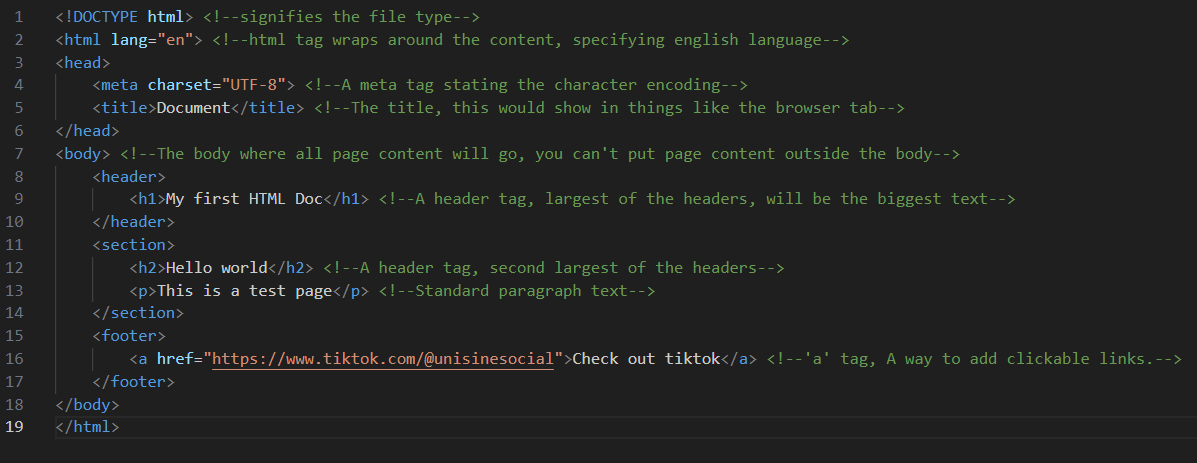 1 <!DOCTYPE html> <!--signifies the file type-->
2 <html lang="en"> <!--html tag wraps around the content, specifying english language-->
3 <head>
4     <meta charset="UTF-8"> <!--A meta tag stating the character encoding-->
5     <title>Document</title> <!--The title, this would show in things like the browser tab-->
6 </head>
7 <body> <!--The body where all page content will go, you can't put page content outside the body-->
8     <header>
9         <h1>My first HTML Doc</h1> <!--A header tag, largest of the headers, will be the biggest text-->
10     </header>
11     <section>
12         <h2>Hello world</h2> <!--A header tag, second largest of the headers-->
13         <p>This is a test page</p> <!--Standard paragraph text-->
14     </section>
15     <footer>
16         <a href="https://www.tiktok.com/@unisinesocial">Check out tiktok</a> <!--'a' tag, A way to add clickable links.-->
17     </footer>
18 </body>
19 </html>